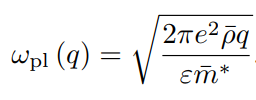 ω_pl (q) = √(2πe²ρ̄q / εm̄*)